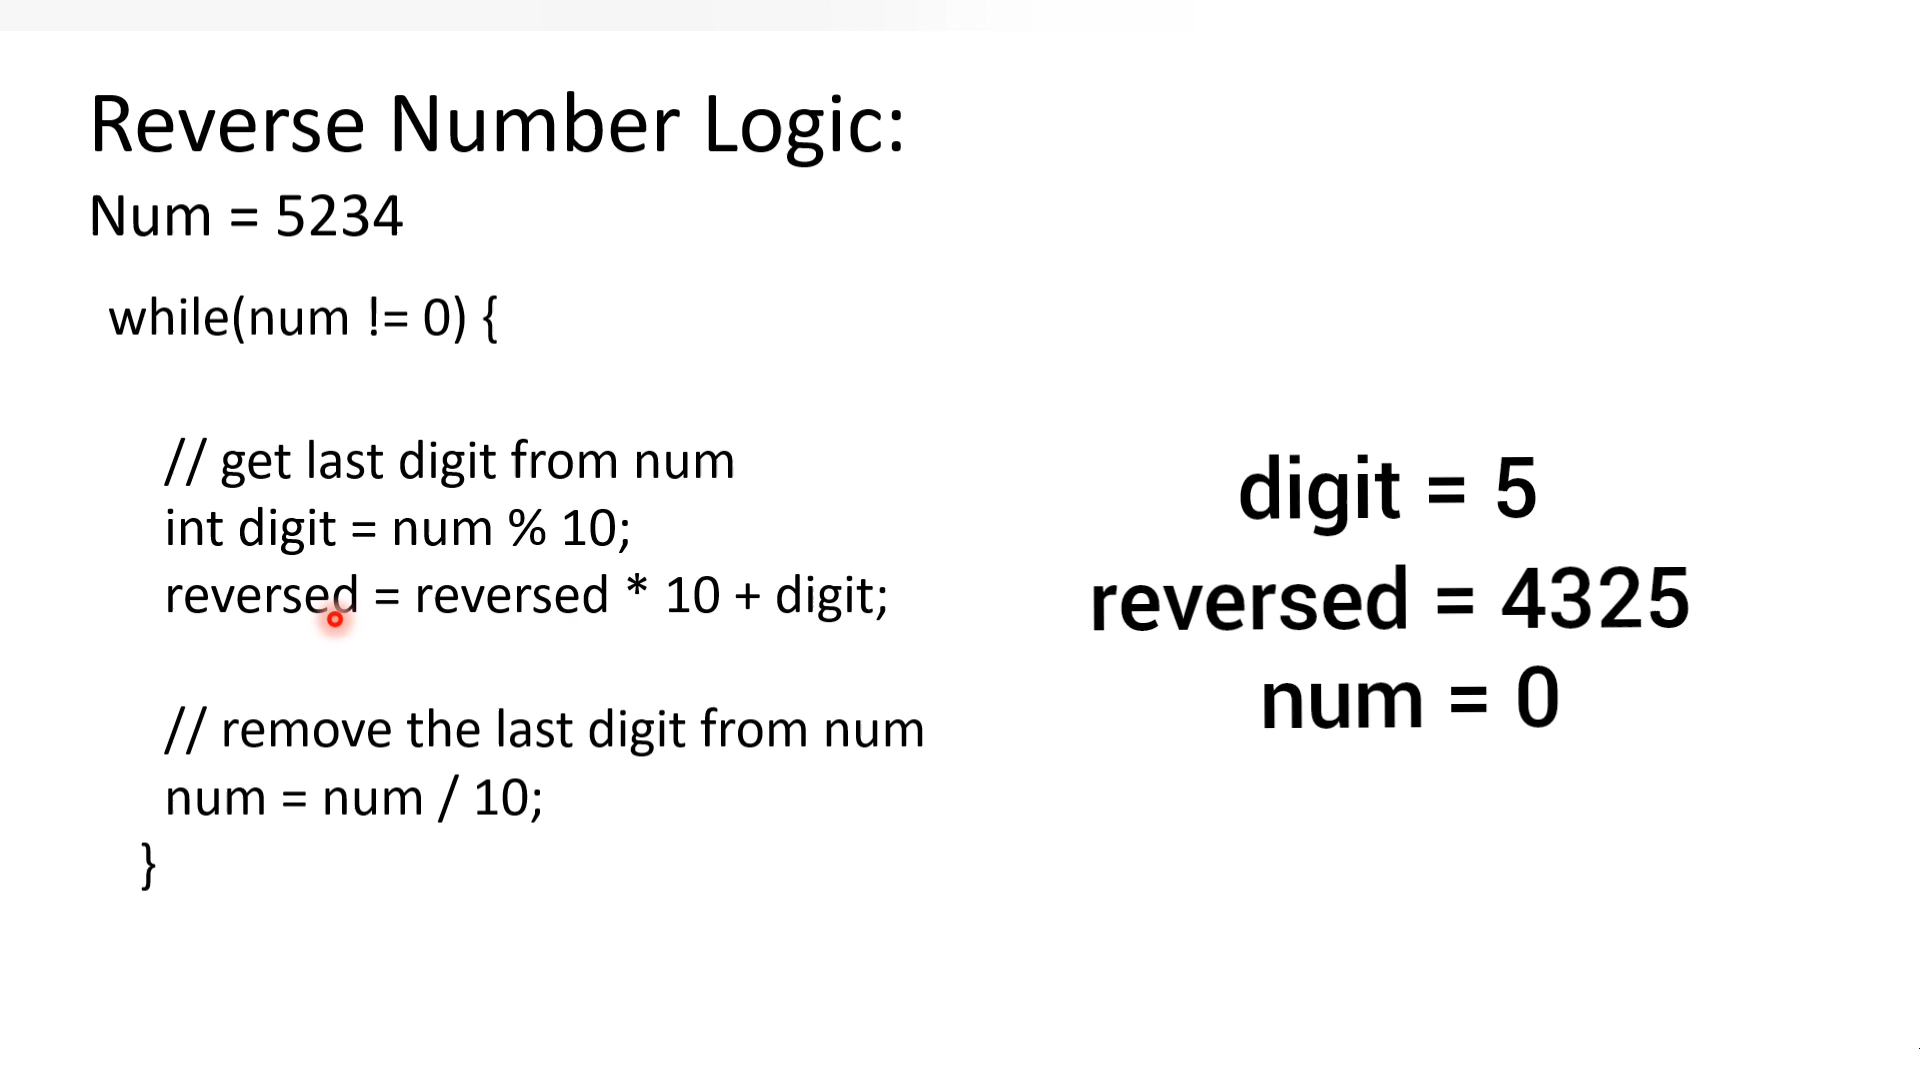 Reverse Number Logic:
Num = 5234
while(num != 0) {
// get last digit from num
int digit = num % 10;
reversed = reversed * 10 + digit;
// remove the last digit from num
num = num / 10;
}
digit = 5
reversed = 4325
num = 0